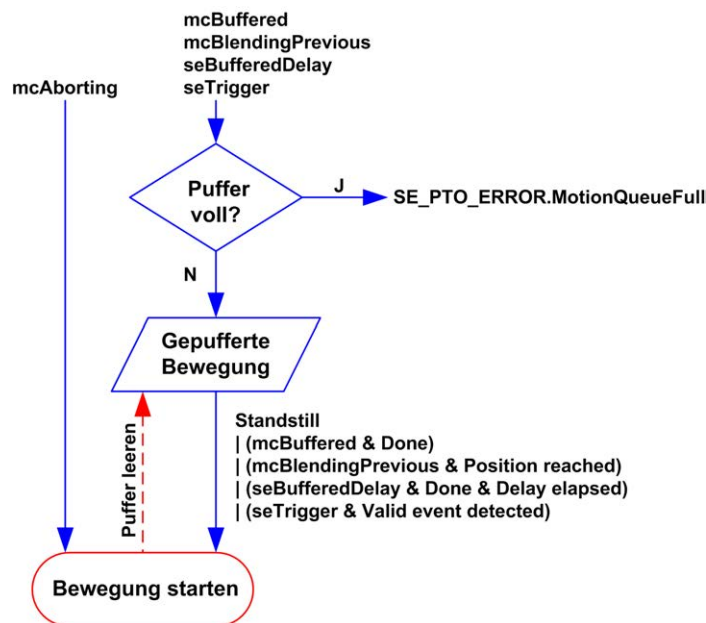 mcBuffered
mcBlendingPrevious
seBufferedDelay
seTrigger
mcAborting
Puffer
voll?
J
SE_PTO_ERROR.MotionQueueFull
N
Gepufferte
Bewegung
Puffer leeren
Standstill
| (mcBuffered & Done)
| (mcBlendingPrevious & Position reached)
| (seBufferedDelay & Done & Delay elapsed)
| (seTrigger & Valid event detected)
Bewegung starten